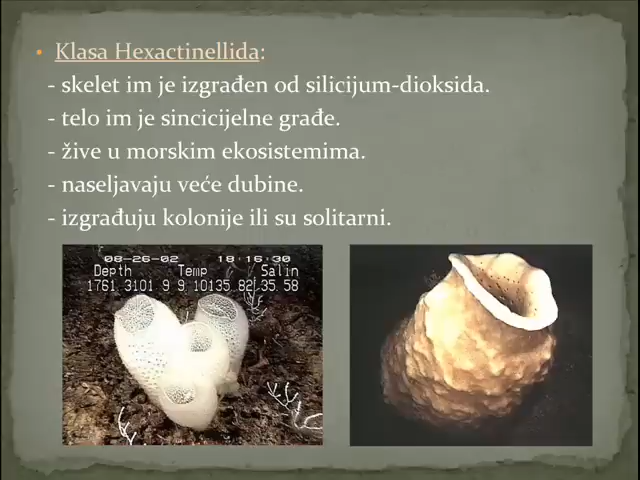 • Klasa Hexactinellida:
- skelet im je izgrađen od silicijum-dioksida.
- telo im je sincicijelne građe.
- žive u morskim ekosistemima.
- naseljavaju veće dubine.
- izgrađuju kolonije ili su solitarni.
08-26-02 18:16:30
Depth Temp Salin
1761.3101 9 9.10135.82 35.58